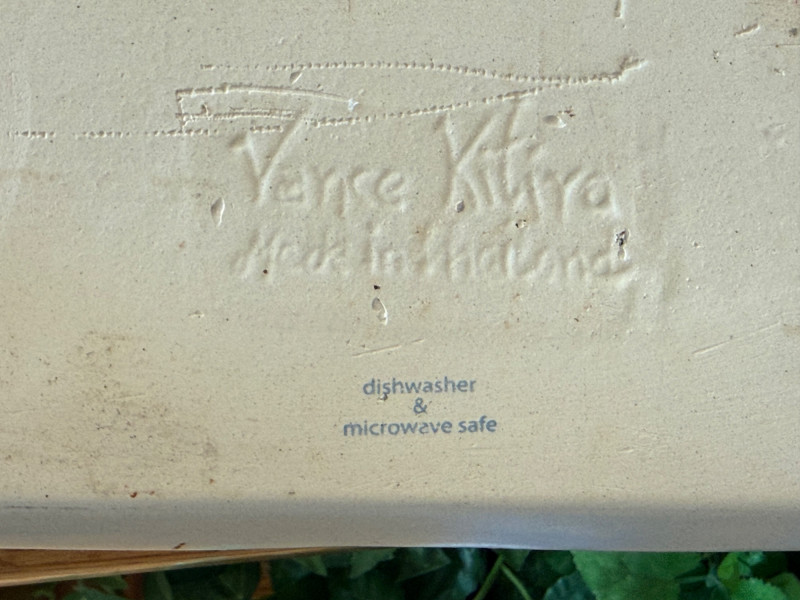 Vance Kitira
Made in Thailand
dishwasher
&
microwave safe